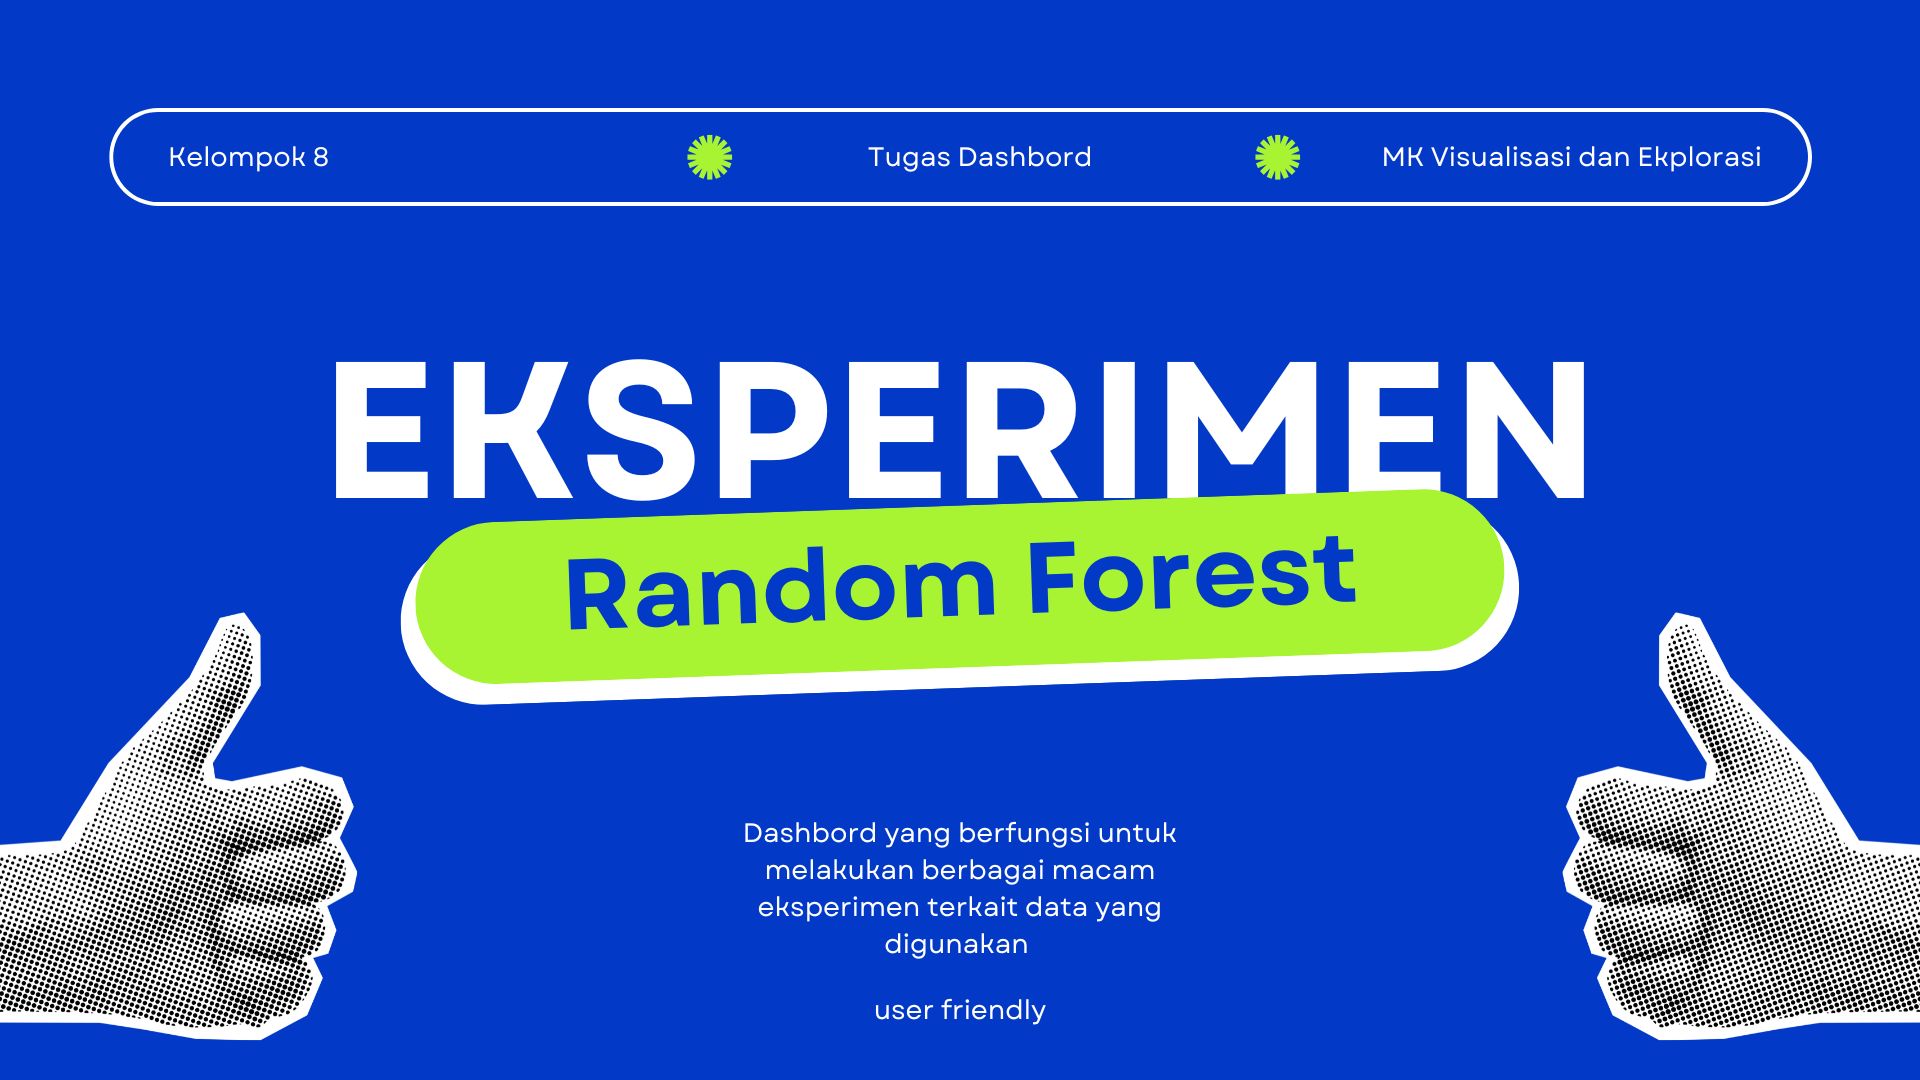 Kelompok 8
Tugas Dashbord
MK Visualisasi dan Ekplorasi
EKSPERIMEN
Random Forest
Dashbord yang berfungsi untuk
melakukan berbagai macam
eksperimen terkait data yang
digunakan
user friendly